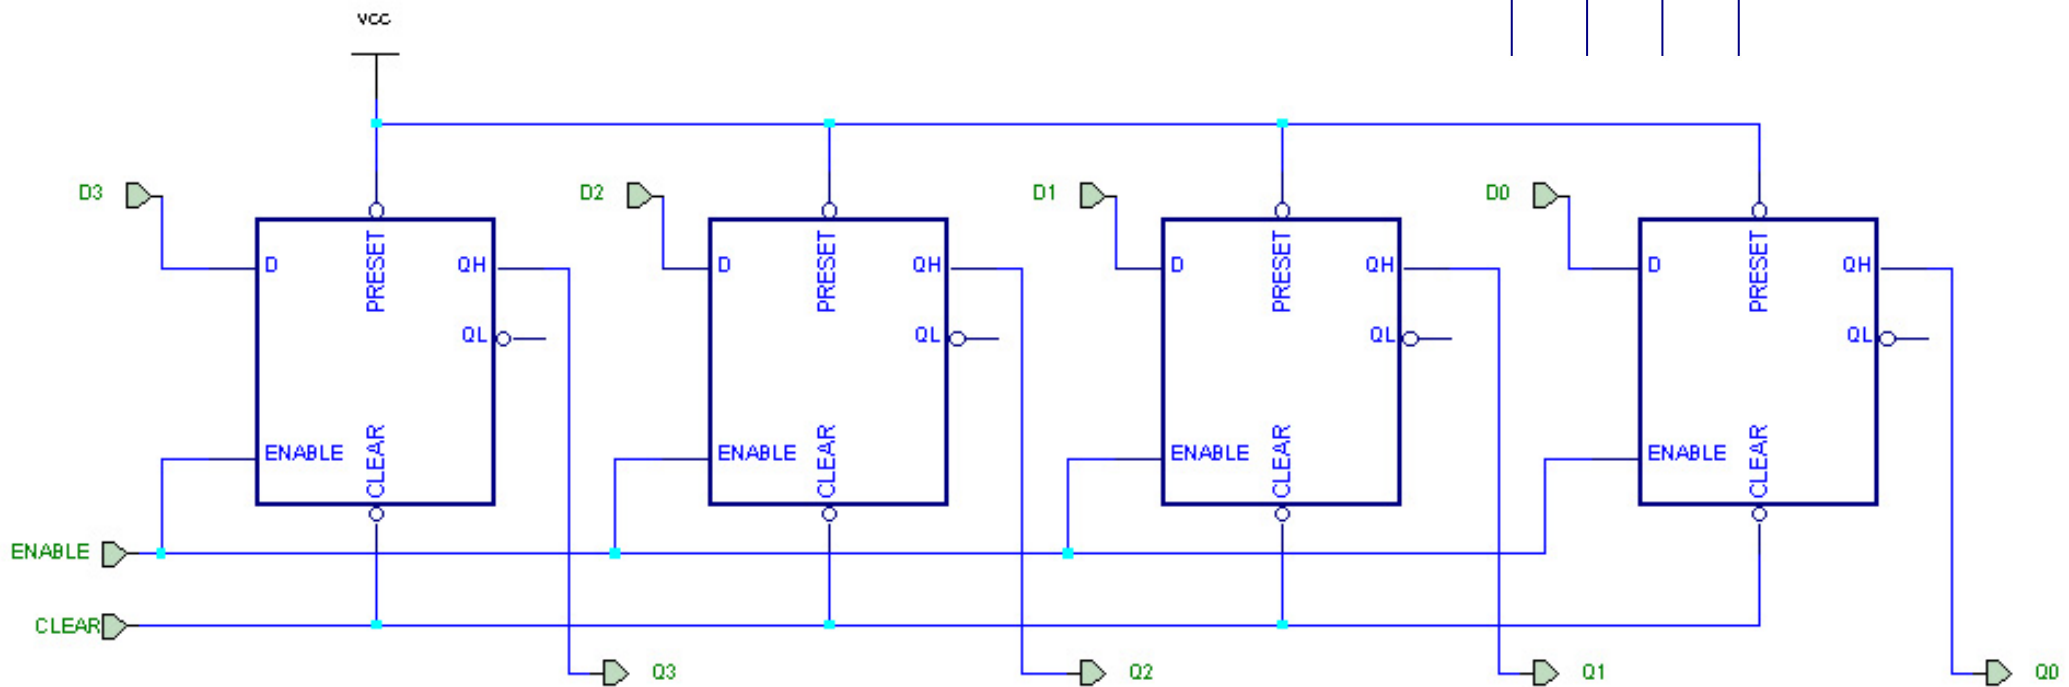 VCC
D3
D2
D1
D0
D PRESET QH
D PRESET QH
D PRESET QH
D PRESET QH
QL
QL
QL
QL
ENABLE CLEAR
ENABLE CLEAR
ENABLE CLEAR
ENABLE CLEAR
ENABLE
CLEAR
Q3
Q2
Q1
Q0